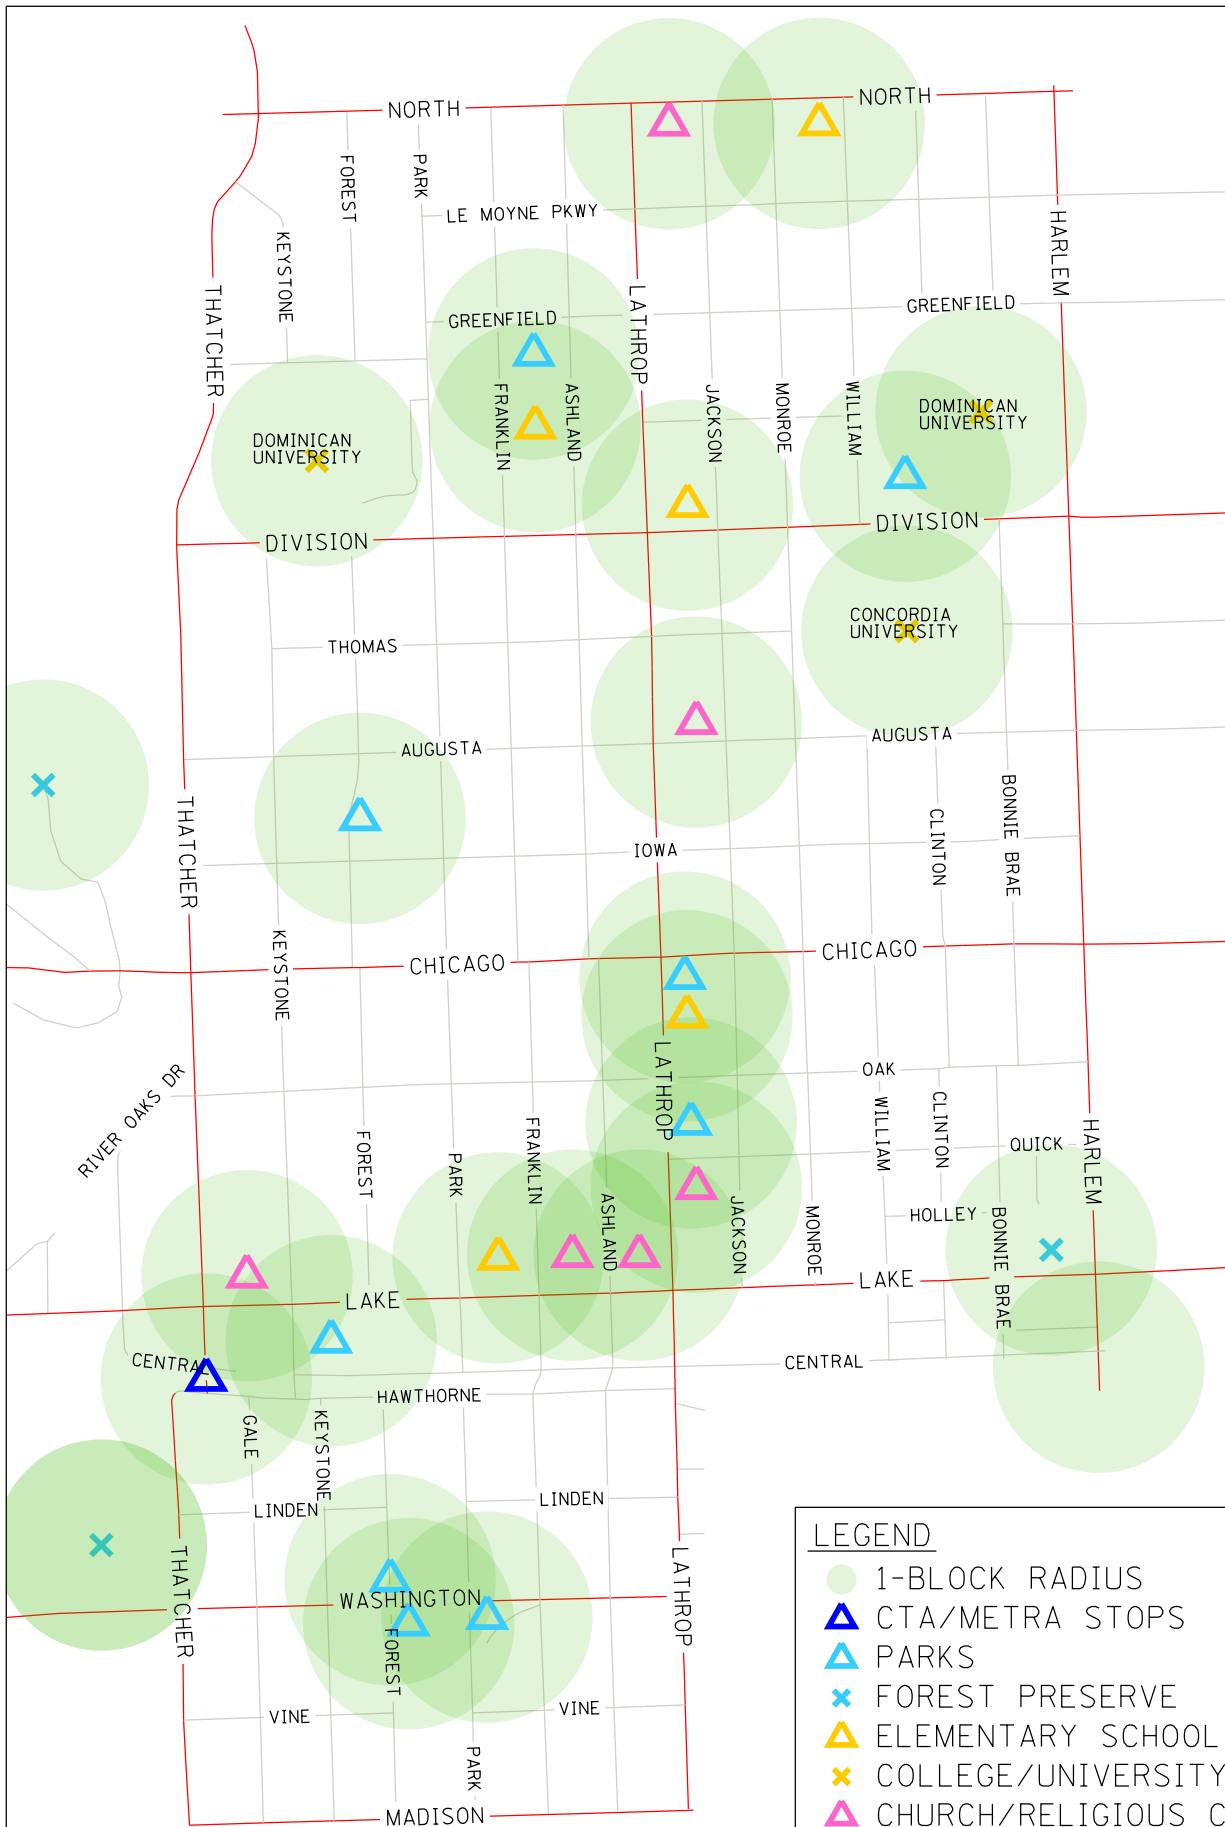 NORTH
NORTH
FOREST
PARK
LE MOYNE PKWY
KEYSTONE
HARLEM
THATCHER
LATHROP
GREENFIELD
GREENFIELD
FRANKLIN
ASHLAND
JACKSON
MONROE
WILLIAM
DOMINICAN
UNIVERSITY
DOMINICAN
UNIVERSITY
DIVISION
DIVISION
CONCORDIA
UNIVERSITY
THOMAS
AUGUSTA
AUGUSTA
THATCHER
BONNIE BRAE
CLINTON
IOWA
KEYSTONE
CHICAGO
CHICAGO
LATHROP
OAK
RIVER OAKS DR
WILLIAM
CLINTON
HARLEM
FOREST
PARK
FRANKLIN
QUICK
ASHLAND
JACKSON
MONROE
HOLLEY
BONNIE BRAE
LAKE
LAKE
CENTRAL
CENTRAL
HAWTHORNE
GALE
KEYSTONE
LINDEN
LINDEN
THATCHER
LATHROP
WASHINGTON
FOREST
VINE
VINE
PARK
MADISON
LEGEND
1-BLOCK RADIUS
CTA/METRA STOPS
PARKS
FOREST PRESERVE
ELEMENTARY SCHOOL
COLLEGE/UNIVERSITY
CHURCH/RELIGIOUS C